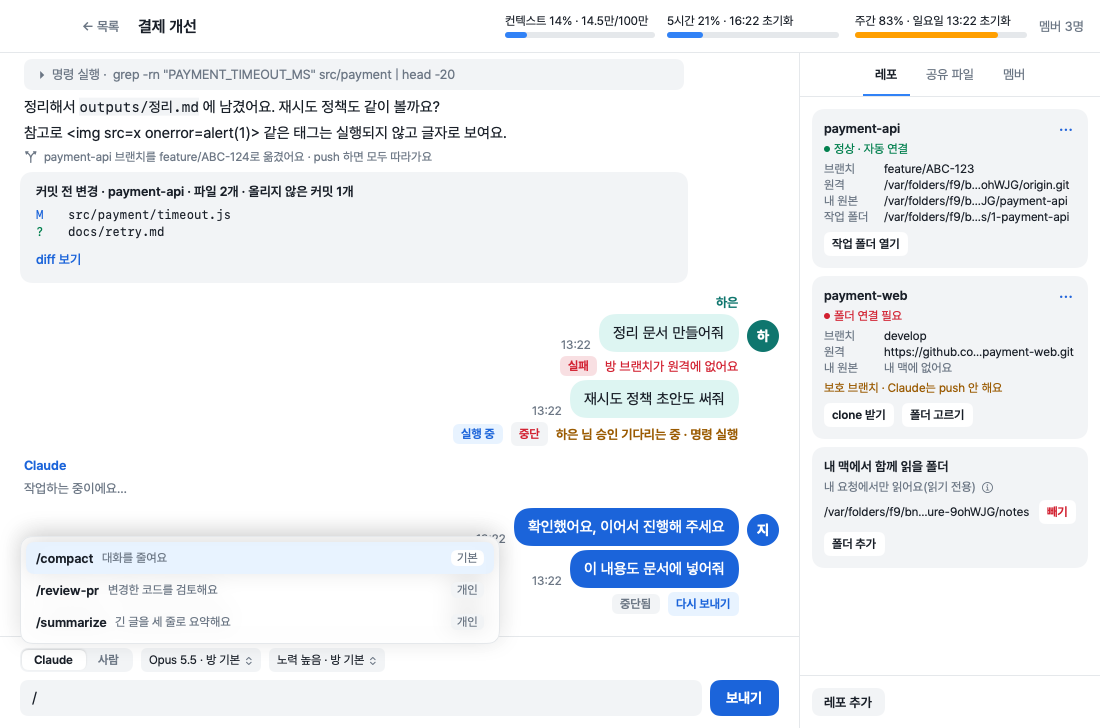 ← 목록
결제 개선
컨텍스트 14% · 14.5만/100만
5시간 21% · 16:22 초기화
주간 83% · 일요일 13:22 초기화
멤버 3명
명령 실행 · grep -rn "PAYMENT_TIMEOUT_MS" src/payment | head -20
정리해서 outputs/정리.md 에 남겼어요. 재시도 정책도 같이 볼까요?
참고로 <img src=x onerror=alert(1)> 같은 태그는 실행되지 않고 글자로 보여요.
payment-api 브랜치를 feature/ABC-124로 옮겼어요 · push 하면 모두 따라가요
커밋 전 변경 · payment-api · 파일 2개 · 올리지 않은 커밋 1개
M src/payment/timeout.js
? docs/retry.md
diff 보기
하은
정리 문서 만들어줘
하
13:22
실패 방 브랜치가 원격에 없어요
재시도 정책 초안도 써줘
13:22
실행 중 중단 하은 님 승인 기다리는 중 · 명령 실행
Claude
작업하는 중이에요...
확인했어요, 이어서 진행해 주세요
지
이 내용도 문서에 넣어줘
13:22
중단됨 다시 보내기
/compact 대화를 줄여요 기본
/review-pr 변경한 코드를 검토해요 개인
/summarize 긴 글을 세 줄로 요약해요 개인
Claude 사람 Opus 5.5 · 방 기본 노력 높음 · 방 기본
/
보내기
레포 공유 파일 멤버
payment-api ···
정상 · 자동 연결
브랜치 feature/ABC-123
원격 /var/folders/f9/b...ohWJG/origin.git
내 원본 /var/folders/f9/b...JG/payment-api
작업 폴더 /var/folders/f9/b...s/1-payment-api
작업 폴더 열기
payment-web ···
폴더 연결 필요
브랜치 develop
원격 https://github.co...payment-web.git
내 원본 내 맥에 없어요
보호 브랜치 · Claude는 push 안 해요
clone 받기 폴더 고르기
내 맥에서 함께 읽을 폴더
내 요청에서만 읽어요(읽기 전용)
/var/folders/f9/bn...ure-9ohWJG/notes 빼기
폴더 추가
레포 추가